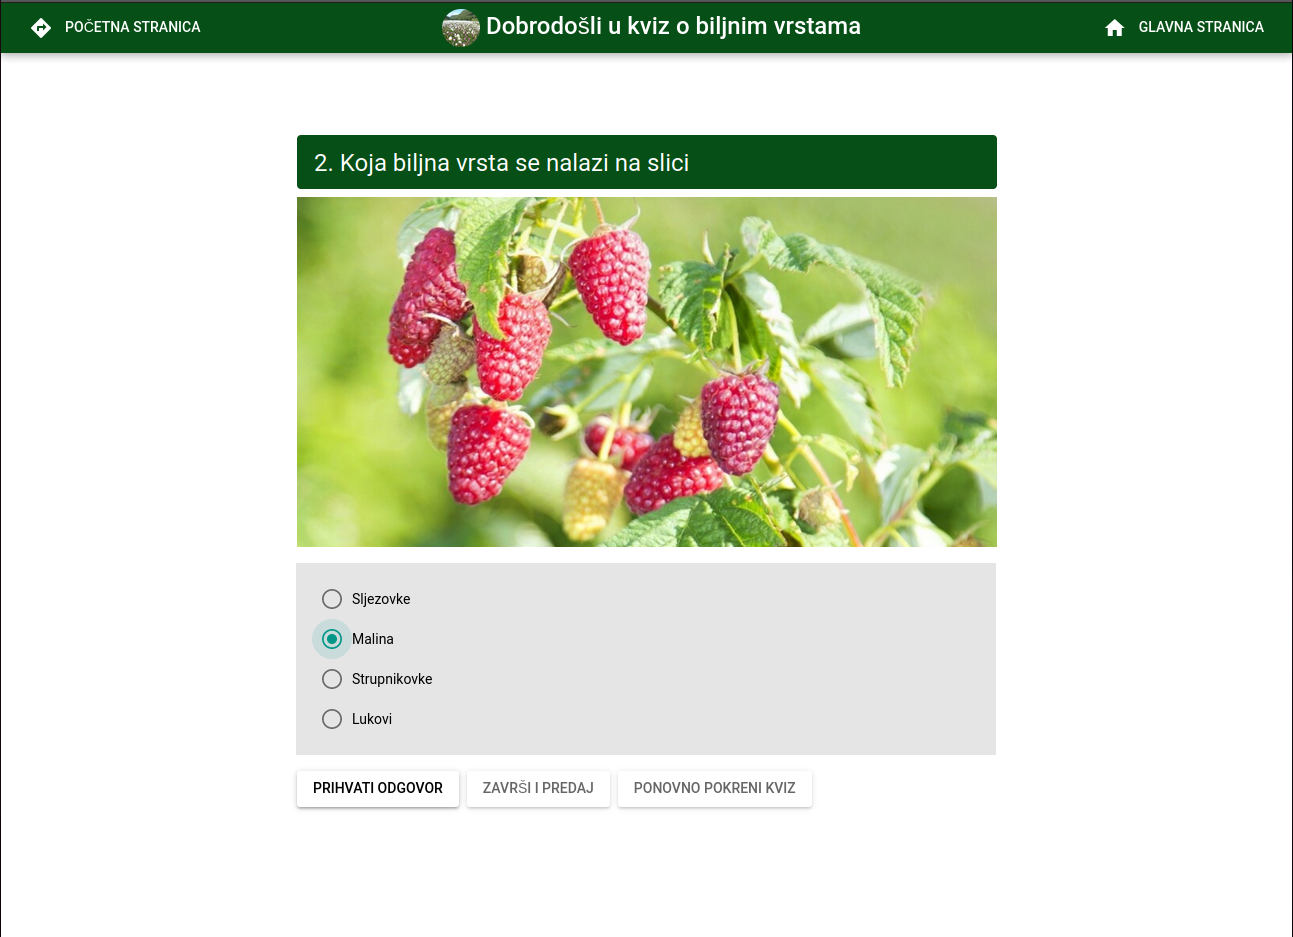 POČETNA STRANICA
Dobrodošli u kviz o biljnim vrstama
GLAVNA STRANICA
2. Koja biljna vrsta se nalazi na slici
Sljezovke
Malina
Strupnikovke
Lukovi
PRIHVATI ODGOVOR
ZAVRŠI I PREDAJ
PONOVNO POKRENI KVIZ